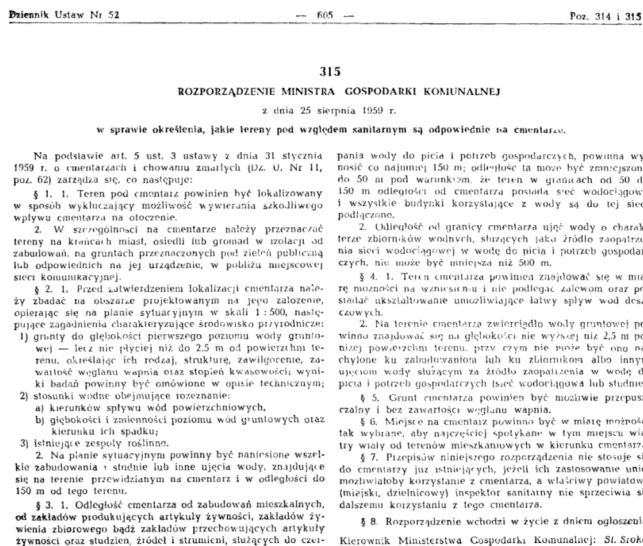 Dziennik Ustaw Nr 52 — 605 — Poz. 314 i 315
315
ROZPORZĄDZENIE MINISTRA GOSPODARKI KOMUNALNEJ
z dnia 25 sierpnia 1959 r.
w sprawie określenia, jakie tereny pod względem sanitarnym są odpowiednie na cmentarze.
Na podstawie art. 5 ust. 3 ustawy z dnia 31 stycznia
1959 r. o cmentarzach i chowaniu zmarłych (Dz. U. Nr 11,
poz. 62) zarządza się, co następuje:
§ 1. 1. Teren pod cmentarz powinien być lokalizowany
w sposób wykluczający możliwość wywierania szkodliwego
wpływu cmentarza na otoczenie.
2. W szczególności na cmentarze należy przeznaczać
tereny na krańcach miast, osiedli lub gromad w izolacji od
zabudowań, na gruntach przeznaczonych pod zieleń publiczną
lub odpowiednich na jej urządzenie, w pobliżu miejscowej
sieci komunikacyjnej.
§ 2. 1. Przed zatwierdzeniem lokalizacji cmentarza nale-
ży zbadać na obszarze projektowanym na jego założenie,
opierając się na planie sytuacyjnym w skali 1 : 500, nastę-
pujące zagadnienia charakteryzujące środowisko przyrodnicze:
1) grunty do głębokości pierwszego poziomu wody grunto-
wej — lecz nie płyciej niż do 2.5 m od powierzchni te-
renu, określając ich rodzaj, strukturę, zawilgocenie, za-
wartość węglanu wapnia oraz stopień kwasowości; wyni-
ki badań powinny być omówione w opisie technicznym;
2) stosunki wodne obejmujące rozeznanie:
a) kierunków spływu wód powierzchniowych,
b) głębokości i zmienności poziomu wód gruntowych oraz
kierunku ich spadku;
3) istniejące zespoły roślinne.
2. Na planie sytuacyjnym powinny być naniesione wszel-
kie zabudowania i studnie lub inne ujęcia wody, znajdujące
się na terenie przewidzianym na cmentarz i w odległości do
150 m od tego terenu.
§ 3. 1. Odległość cmentarza od zabudowań mieszkalnych,
od zakładów produkujących artykuły żywności, zakładów ży-
wienia zbiorowego bądź zakładów przechowujących artykuły
żywności oraz studzien, źródeł i strumieni, służących do czer-
pania wody do picia i potrzeb gospodarczych, powinna wy
nosić co najmniej 150 m; odległość ta może być zmniejszon
do 50 m pod warunkiem, że teren w granicach od 50 d
150 m odległości od cmentarza posiada sieć wodociągow
i wszystkie budynki korzystające z wody są do tej siec
podłączone.
2. Odległość od granicy cmentarza ujęć wody o charak
terze zbiorników wodnych, służących jako źródło zaopatrze
nia sieci wodociągowej w wodę do picia i potrzeb gospodar
czych, nie może być mniejsza niż 500 m.
§ 4. 1. Teren cmentarza powinien znajdować się w mia
rę możności na wzniesieniu i nie podlegać zalewom oraz po
siadać ukształtowanie umożliwiające łatwy spływ wód desz
czowych.
2. Na terenie cmentarza zwierciadło wody gruntowej po
winno znajdować się na głębokości nie wyższej niż 2,5 m po
niżej powierzchni terenu, przy czym nie może być ono na
chylone ku zabudowaniom lub ku zbiornikom albo innym
ujęciom wody służącym za źródło zaopatrzenia w wodę d
picia i potrzeb gospodarczych (sieć wodociągowa lub studnie
§ 5. Grunt cmentarza powinien być możliwie przepusz
czalny i bez zawartości węglanu wapnia.
§ 6. Miejsce na cmentarz powinno być w miarę możnośc
tak wybrane, aby najczęściej spotykane w tym miejscu wia
try wiały od terenów mieszkaniowych w kierunku cmentarza
§ 7. Przepisów niniejszego rozporządzenia nie stosuje si
do cmentarzy już istniejących, jeżeli ich zastosowanie unie
możliwiałoby korzystanie z cmentarza, a właściwy powiatow
(miejski, dzielnicowy) inspektor sanitarny nie sprzeciwia si
dalszemu korzystaniu z tego cmentarza.
§ 8. Rozporządzenie wchodzi w życie z dniem ogłoszeni
Kierownik Ministerstwa Gospodarki Komunalnej: St. Srok